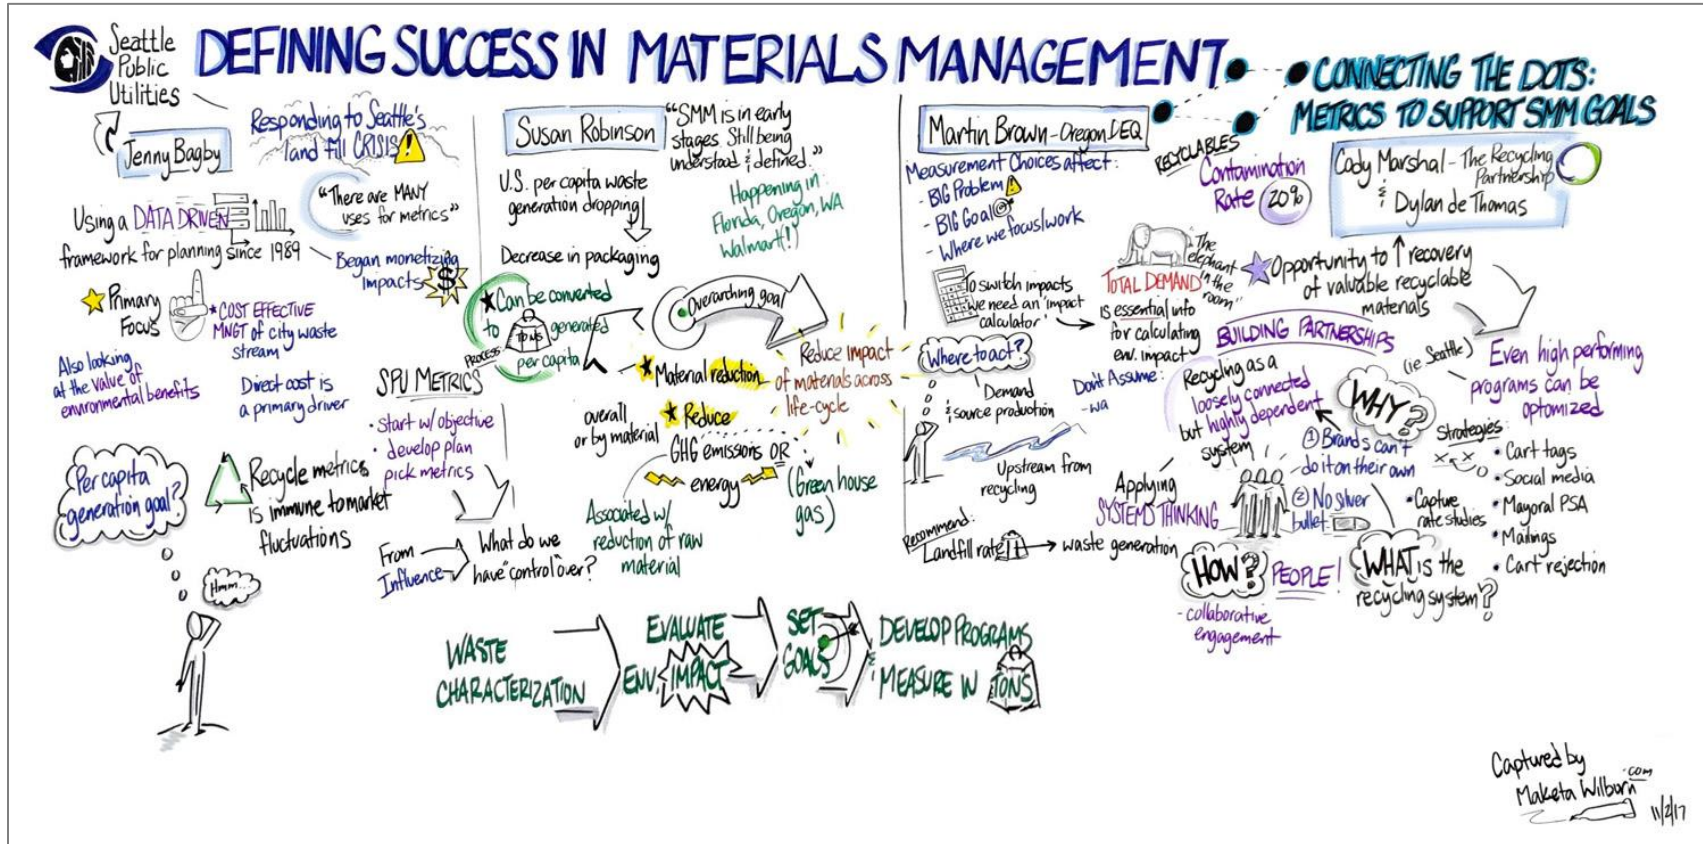 Seattle
Public
Utilities
DEFINING SUCCESS IN MATERIALS MANAGEMENT
CONNECTING THE DOTS:
METRICS TO SUPPORT SMM GOALS
Jenny Bagby
Responding to Seattle's
land fill CRISIS!
"There are MANY
uses for metrics"
Using a DATA DRIVEN
framework for planning since 1989
Began monetizing
impacts $
Primary
Focus
* COST EFFECTIVE
MNGT of city waste
stream
Also looking
at the value of
environmental benefits
Direct cost is
a primary driver
SPU METRICS
• start w/ objective
• develop plan
pick metrics
Per capita
generation goal?
Hmm...
Recycle metrics
is immune to market
fluctuations
From
Influence
What do we
have "control" over?
Susan Robinson
"SMM is in early
stages. Still being
understood & defined."
U.S. per capita waste
generation dropping
Decrease in packaging
Happening in:
Florida, Oregon, WA
Walmart(!)
Can be converted
to TONS generated
per capita
PROCESS
Overarching goal
Reduce impact
of materials across
life-cycle
Material reduction
overall
or by material
Reduce
GHG emissions OR
energy
(Green house
gas)
Associated w/
reduction of raw
material
WASTE
CHARACTERIZATION
EVALUATE
ENV. IMPACT
SET
GOALS
DEVELOP PROGRAMS
& MEASURE IN TONS
Martin Brown - Oregon DEQ
Measurement Choices affect:
- BIG Problem !
- BIG Goal
- Where we focus/work
To switch impacts
we need an 'impact
calculator'
"The
elephant
in the
room"
TOTAL DEMAND
is essential info
for calculating
env. impact
Where to act?
Demand
& source production
Don't Assume:
- wa
Upstream from
recycling
Recommend:
Landfill rate
waste generation
Applying
SYSTEMS THINKING
RECYCLABLES
Contamination
Rate 20%
Cody Marshal - The Recycling
Partnership
& Dylan de Thomas
Opportunity to ↑ recovery
of valuable recyclable
materials
BUILDING PARTNERSHIPS
Recycling as a
loosely connected
but highly dependent
system
(ie Seattle)
Even high performing
programs can be
optomized
WHY?
① Brands can't
do it on their own
② No silver
bullet
Strategies:
• Cart tags
• Social media
• Mayoral PSA
• Mailings
• Cart rejection
• Capture
rate studies
HOW? PEOPLE!
- collaborative
engagement
WHAT is the
recycling system?
Captured by
Maketa Wilborn
.com
11/2/17